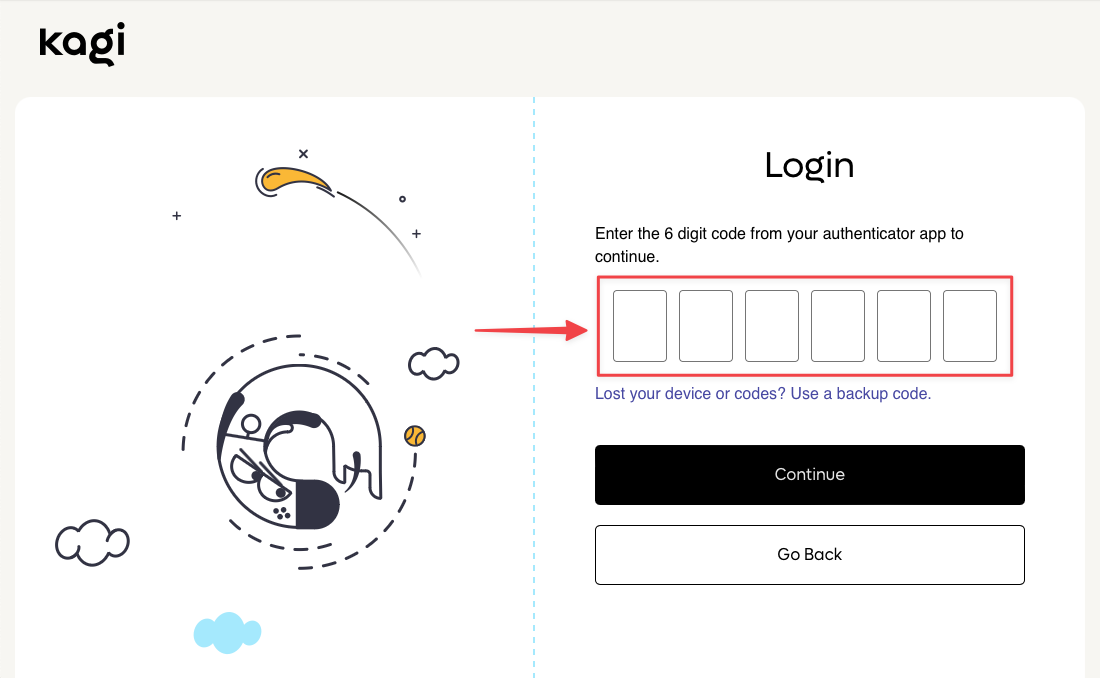 kagi
Login
Enter the 6 digit code from your authenticator app to
continue.
Lost your device or codes? Use a backup code.
Continue
Go Back